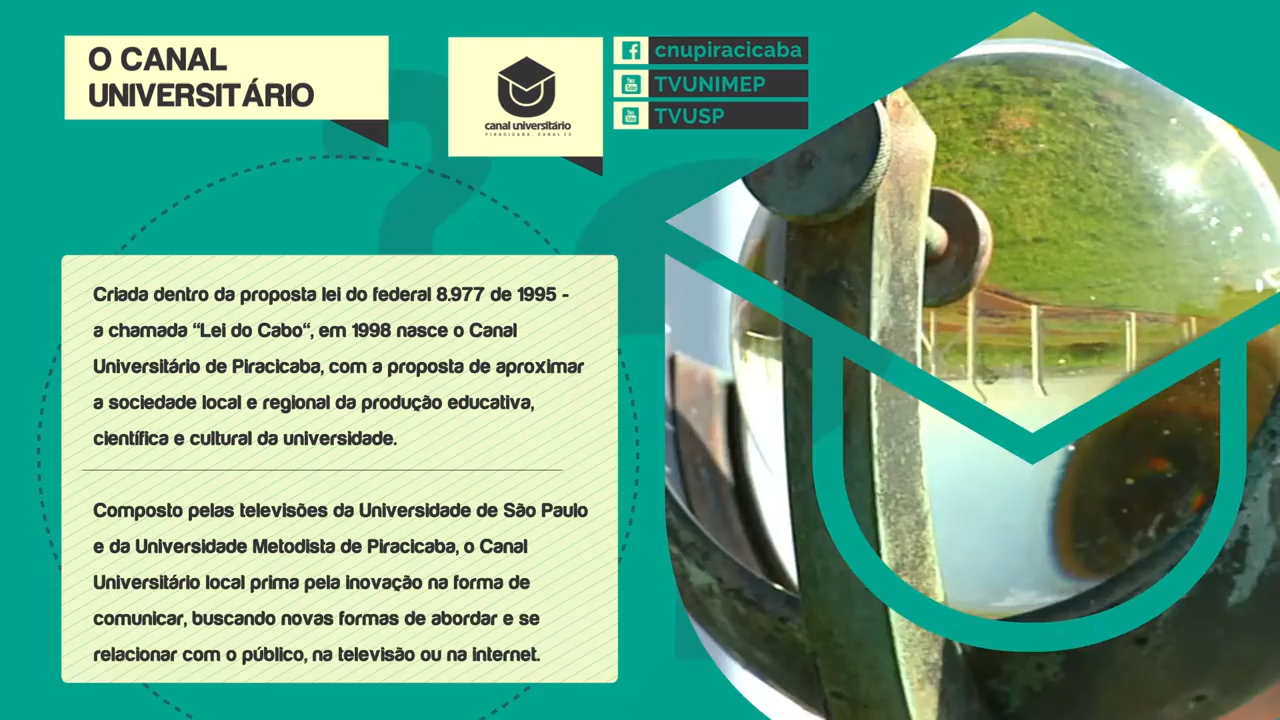 O CANAL
UNIVERSITÁRIO
canal universitário
PIRACICABA . CANAL 12
cnupiracicaba
TVUNIMEP
TVUSP
Criada dentro da proposta lei do federal 8.977 de 1995 -
a chamada “Lei do Cabo“, em 1998 nasce o Canal
Universitário de Piracicaba, com a proposta de aproximar
a sociedade local e regional da produção educativa,
científica e cultural da universidade.
Composto pelas televisões da Universidade de São Paulo
e da Universidade Metodista de Piracicaba, o Canal
Universitário local prima pela inovação na forma de
comunicar, buscando novas formas de abordar e se
relacionar com o público, na televisão ou na internet.